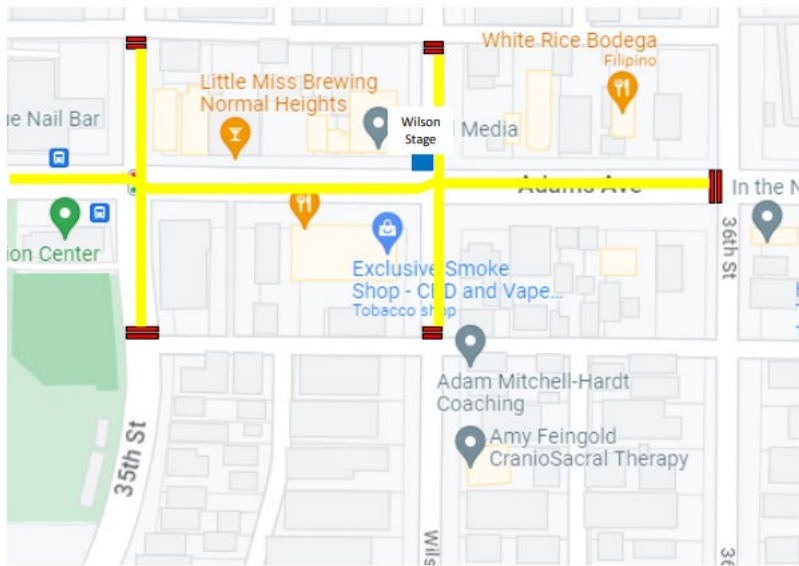 White Rice Bodega
Filipino
Little Miss Brewing
Normal Heights
ue Nail Bar
Wilson
Stage
l Media
Adams Ave
In the N
ion Center
36th St
Exclusive Smoke
Shop - CBD and Vape...
Tobacco shop
Adam Mitchell-Hardt
Coaching
Amy Feingold
CranioSacral Therapy
35th St
Wils
36